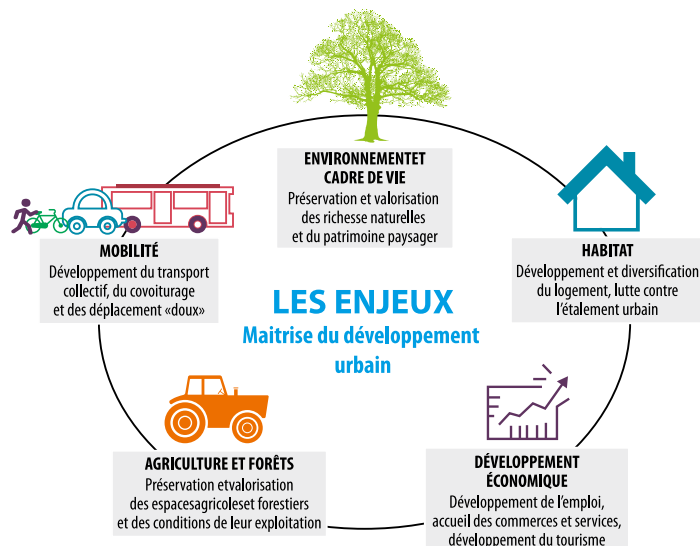 ENVIRONNEMENTET
CADRE DE VIE
Préservation et valorisation
des richesse naturelles
et du patrimoine paysager
MOBILITÉ
Développement du transport
collectif, du covoiturage
et des déplacement «doux»
HABITAT
Développement et diversification
du logement, lutte contre
l'étalement urbain
LES ENJEUX
Maitrise du développement
urbain
AGRICULTURE ET FORÊTS
Préservation etvalorisation
des espacesagricoleset forestiers
et des conditions de leur exploitation
DÉVELOPPEMENT
ÉCONOMIQUE
Développement de l'emploi,
accueil des commerces et services,
développement du tourisme